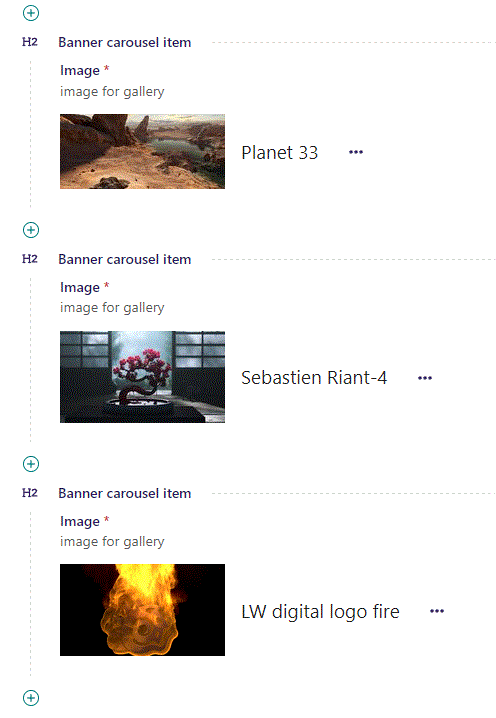 H2 Banner carousel item
Image *
image for gallery
Planet 33
H2 Banner carousel item
Image *
image for gallery
Sebastien Riant-4
H2 Banner carousel item
Image *
image for gallery
LW digital logo fire